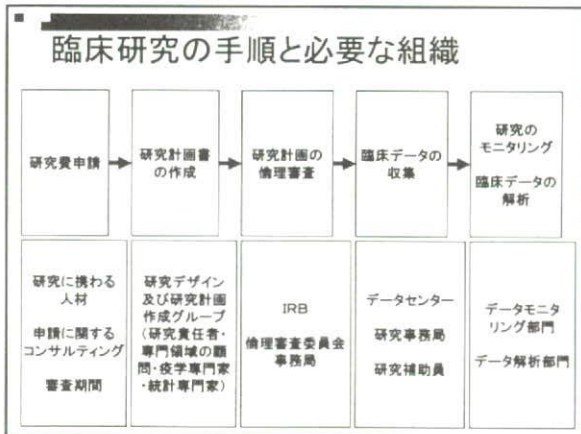 臨床研究の手順と必要な組織
研究費申請
研究計画書
の作成
研究計画の
倫理審査
臨床データの
収集
研究の
モニタリング
臨床データの
解析
研究に携わる
人材
申請に関する
コンサルティング
審査期間
研究デザイン
及び研究計画
作成グループ
(研究責任者・
専門領域の顧
問・疫学専門家
・統計専門家)
IRB
倫理審査委員会
事務局
データセンター
研究事務局
研究補助員
データモニタ
リング部門
データ解析部門